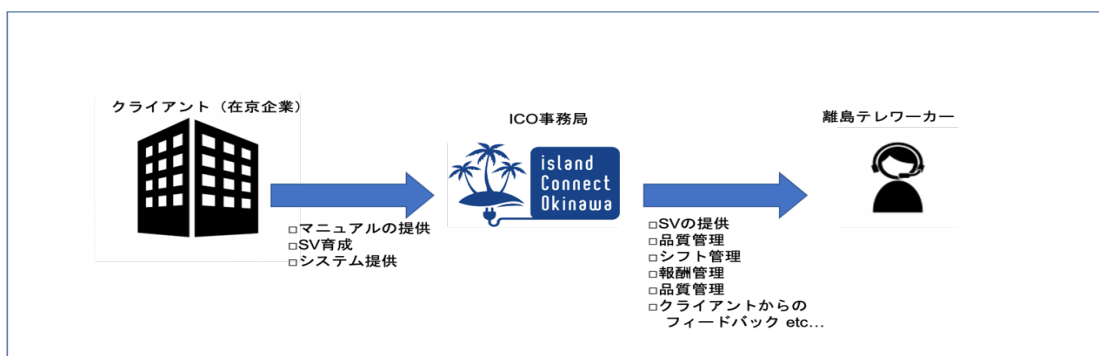 クライアント（在京企業）
ICO事務局
離島テレワーカー
island
Connect
Okinawa
□マニュアルの提供
□SV育成
□システム提供
□SVの提供
□品質管理
□シフト管理
□報酬管理
□品質管理
□クライアントからの
フィードバック etc…